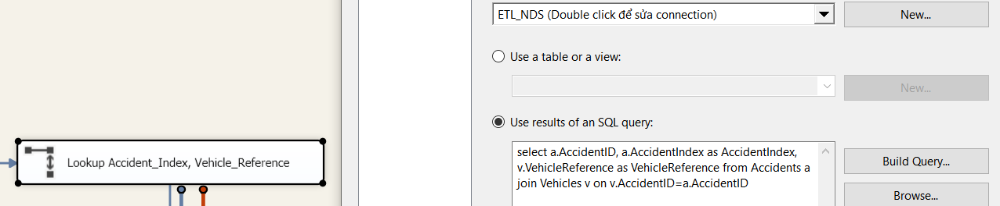 ETL_NDS (Double click để sửa connection)
New...
Use a table or a view:
New...
Use results of an SQL query:
Lookup Accident_Index, Vehicle_Reference
select a.AccidentID, a.AccidentIndex as AccidentIndex,
v.VehicleReference as VehicleReference from Accidents a
join Vehicles v on v.AccidentID=a.AccidentID
Build Query...
Browse...